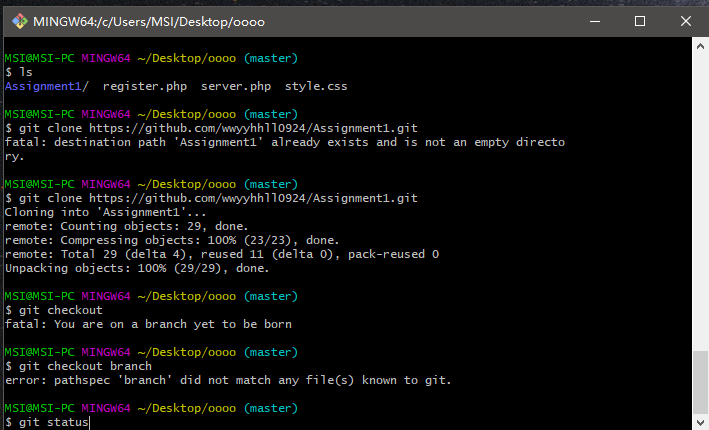 MINGW64:/c/Users/MSI/Desktop/oooo
MSI@MSI-PC MINGW64 ~/Desktop/oooo (master)
$ ls
Assignment1/  register.php  server.php  style.css
MSI@MSI-PC MINGW64 ~/Desktop/oooo (master)
$ git clone https://github.com/wwyyhhll0924/Assignment1.git
fatal: destination path 'Assignment1' already exists and is not an empty directo
ry.
MSI@MSI-PC MINGW64 ~/Desktop/oooo (master)
$ git clone https://github.com/wwyyhhll0924/Assignment1.git
Cloning into 'Assignment1'...
remote: Counting objects: 29, done.
remote: Compressing objects: 100% (23/23), done.
remote: Total 29 (delta 4), reused 11 (delta 0), pack-reused 0
Unpacking objects: 100% (29/29), done.
MSI@MSI-PC MINGW64 ~/Desktop/oooo (master)
$ git checkout
fatal: You are on a branch yet to be born
MSI@MSI-PC MINGW64 ~/Desktop/oooo (master)
$ git checkout branch
error: pathspec 'branch' did not match any file(s) known to git.
MSI@MSI-PC MINGW64 ~/Desktop/oooo (master)
$ git status